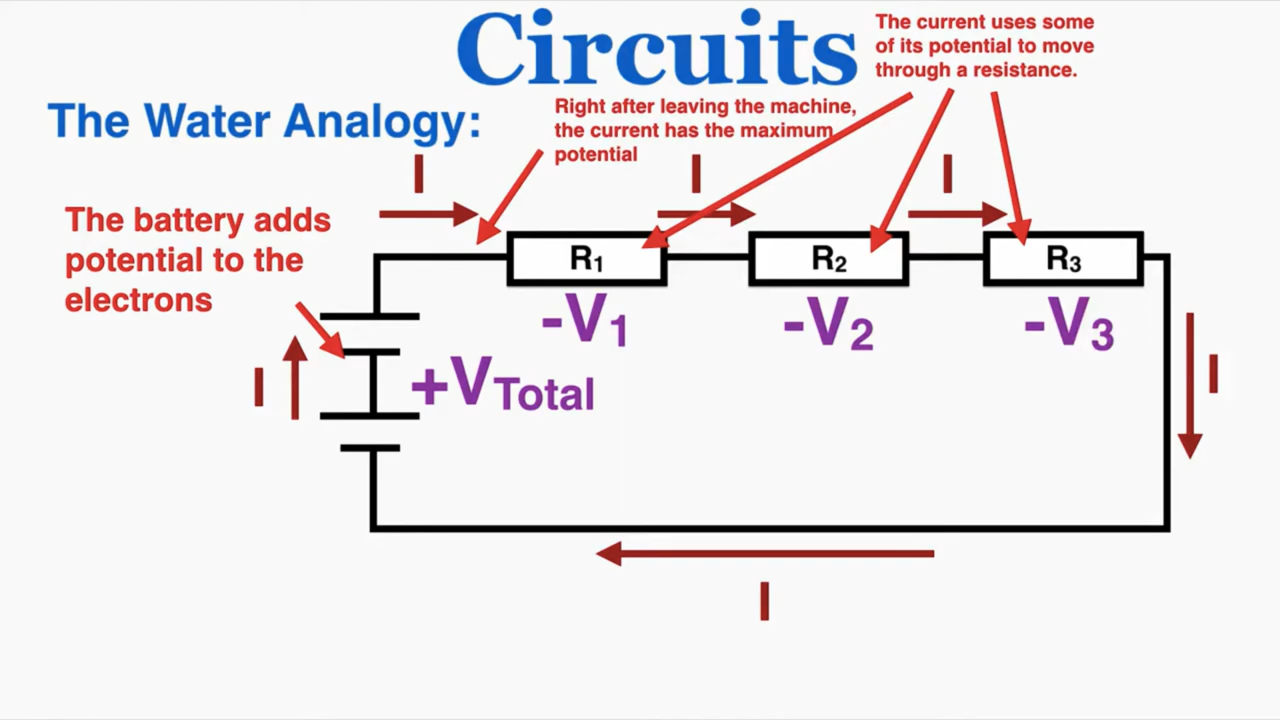 Circuits
The current uses some
of its potential to move
through a resistance.
The Water Analogy:
Right after leaving the machine,
the current has the maximum
potential
I
I
I
The battery adds
potential to the
electrons
R1
R2
R3
-V1
-V2
-V3
I
+VTotal
I
I